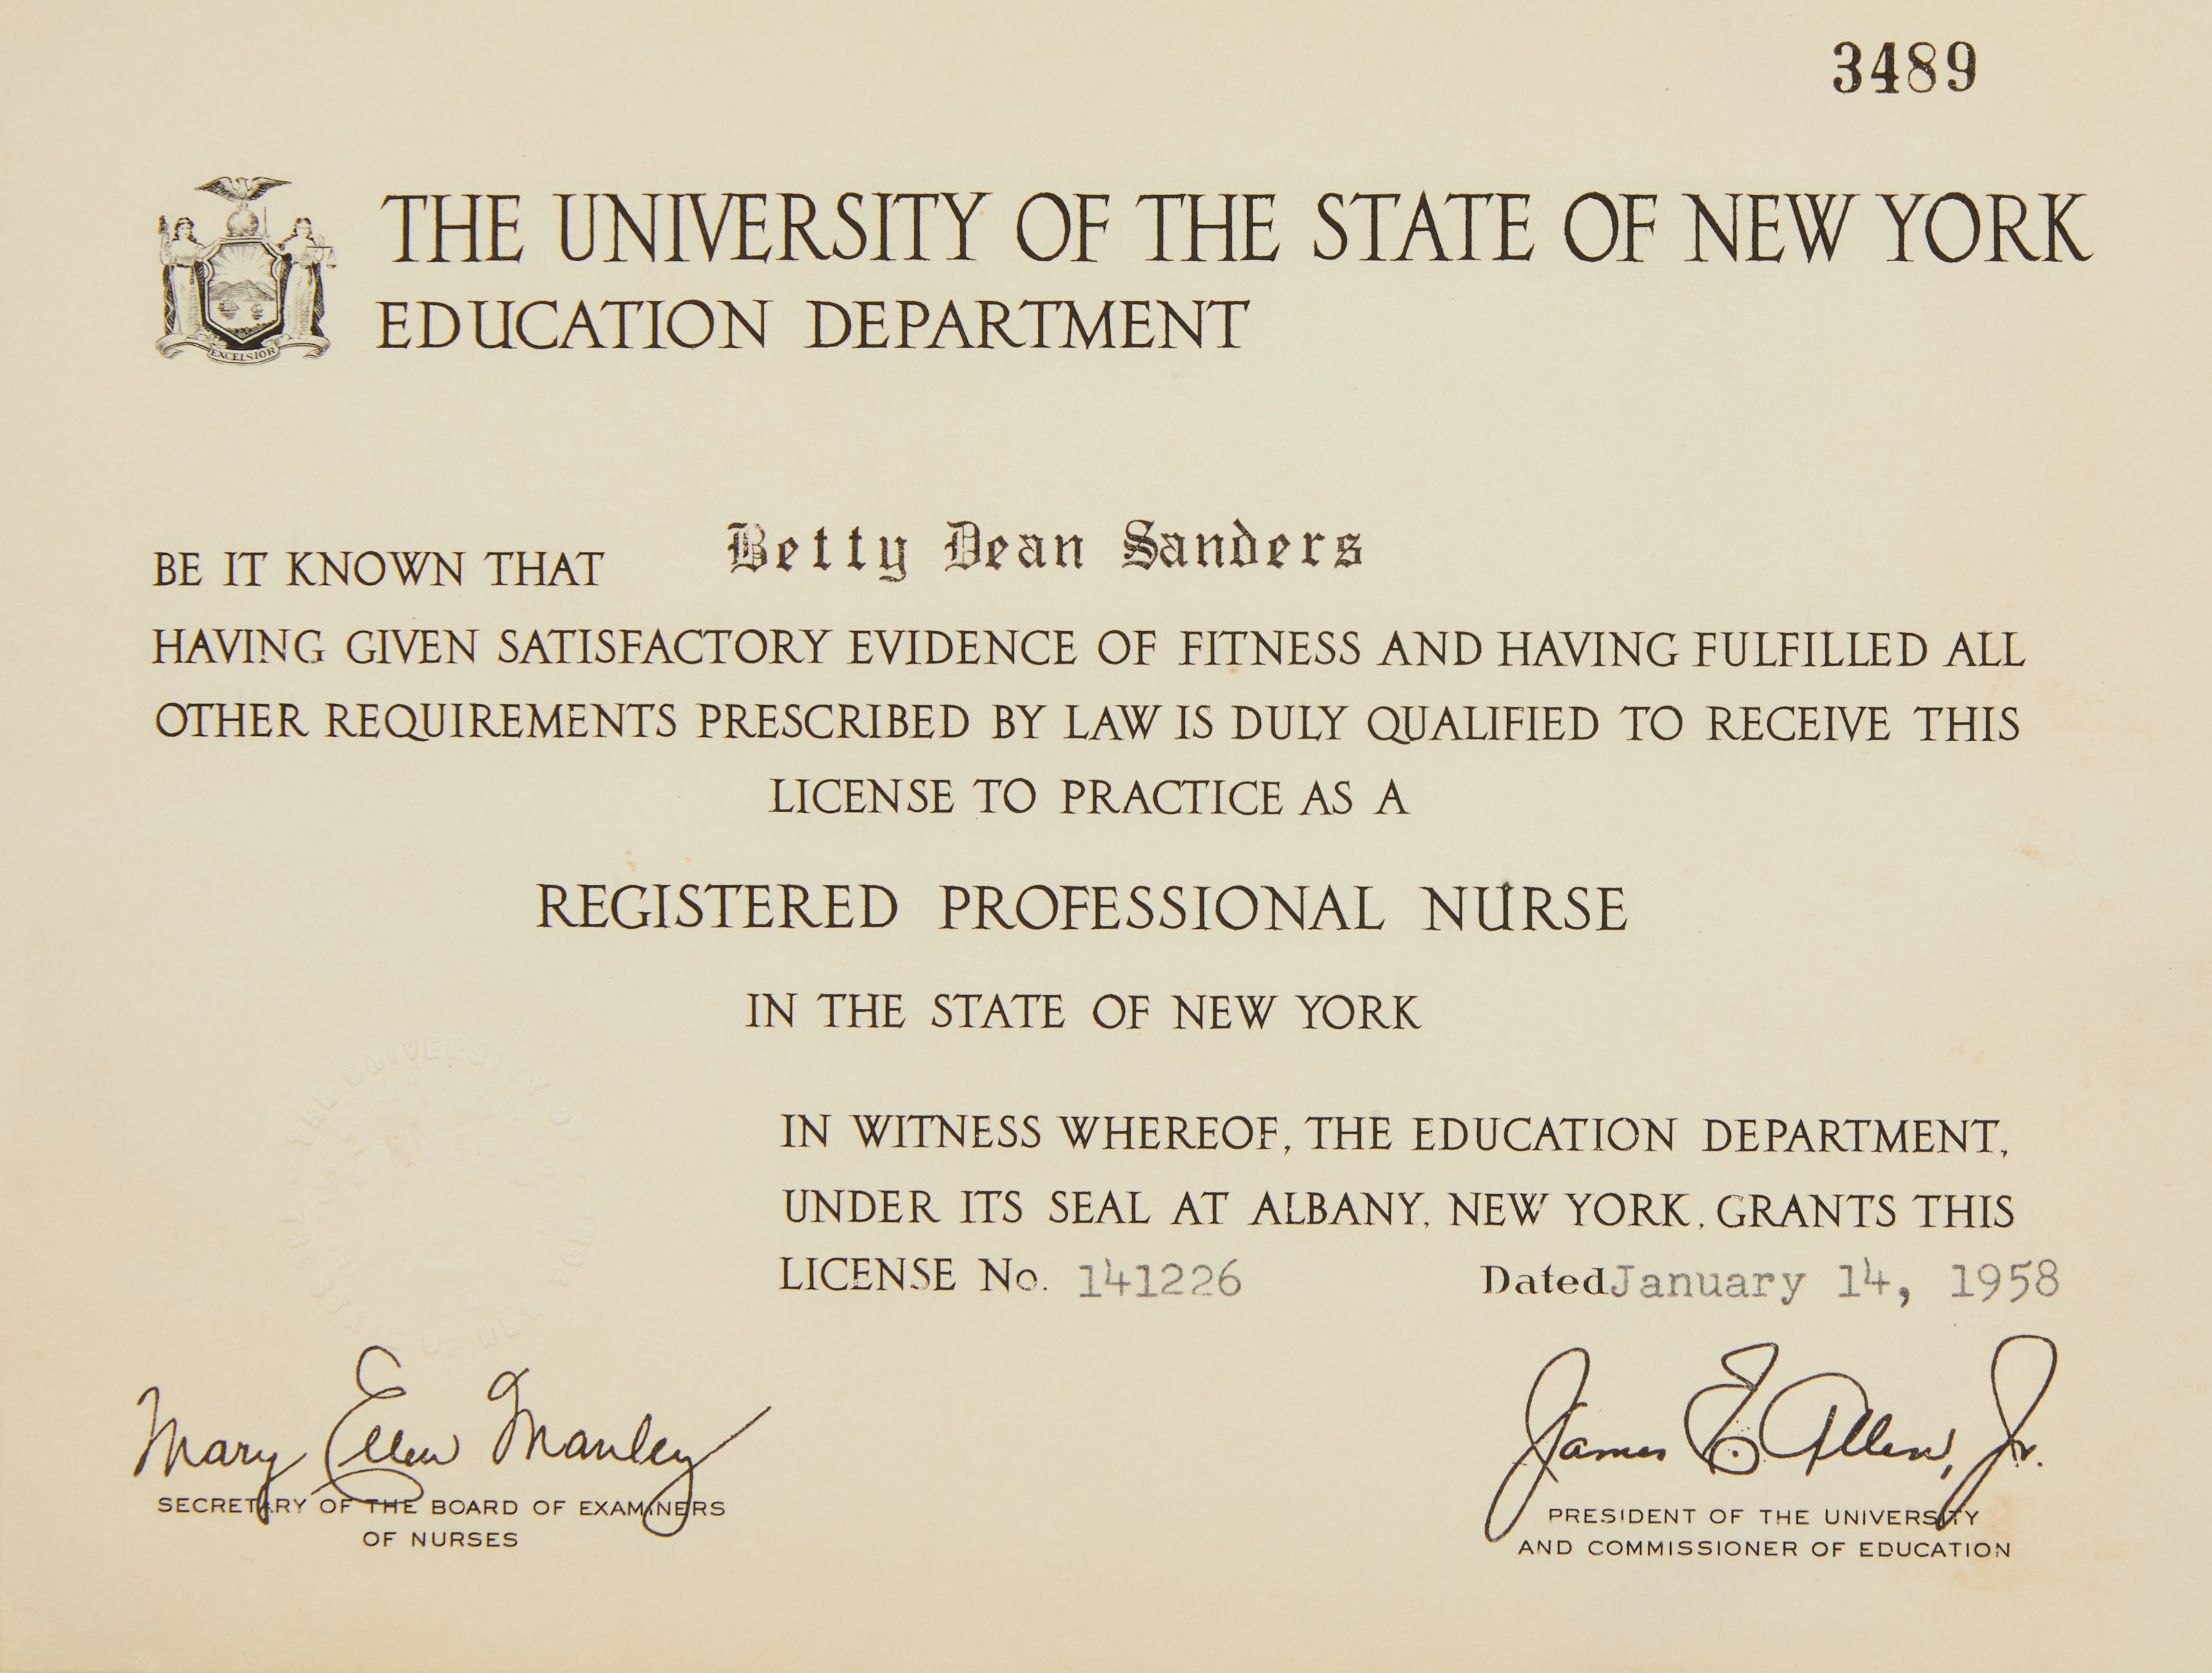 3489
THE UNIVERSITY OF THE STATE OF NEW YORK
EDUCATION DEPARTMENT
EXCELSIOR
BE IT KNOWN THAT Betty Dean Sanders
HAVING GIVEN SATISFACTORY EVIDENCE OF FITNESS AND HAVING FULFILLED ALL
OTHER REQUIREMENTS PRESCRIBED BY LAW IS DULY QUALIFIED TO RECEIVE THIS
LICENSE TO PRACTICE AS A
REGISTERED PROFESSIONAL NURSE
IN THE STATE OF NEW YORK
IN WITNESS WHEREOF, THE EDUCATION DEPARTMENT,
UNDER ITS SEAL AT ALBANY, NEW YORK, GRANTS THIS
LICENSE No. 141226 Dated January 14, 1958
Mary Ellen Manley
SECRETARY OF THE BOARD OF EXAMINERS
OF NURSES
James E. Allen, Jr.
PRESIDENT OF THE UNIVERSITY
AND COMMISSIONER OF EDUCATION